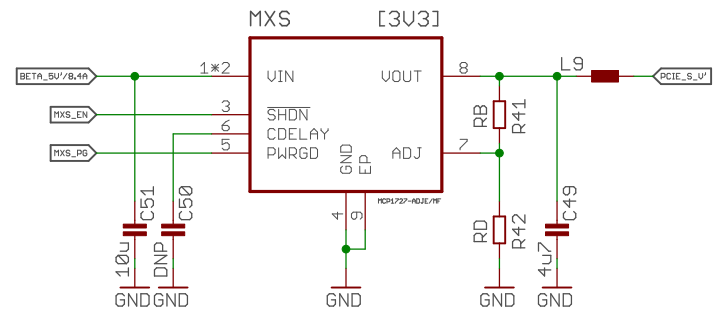 MXS [3V3]
BETA_5V'/8.4A 1*2 VIN VOUT 8 L9 PCIE_S_V'
MXS_EN 3 SHDN
6 CDELAY
MXS_PG 5 PWRGD GND EP ADJ 7
RB R41
MCP1727-ADJE/MF
4 9
10u C51 DNP C50 RD R42 4u7 C49
GND GND GND GND GND